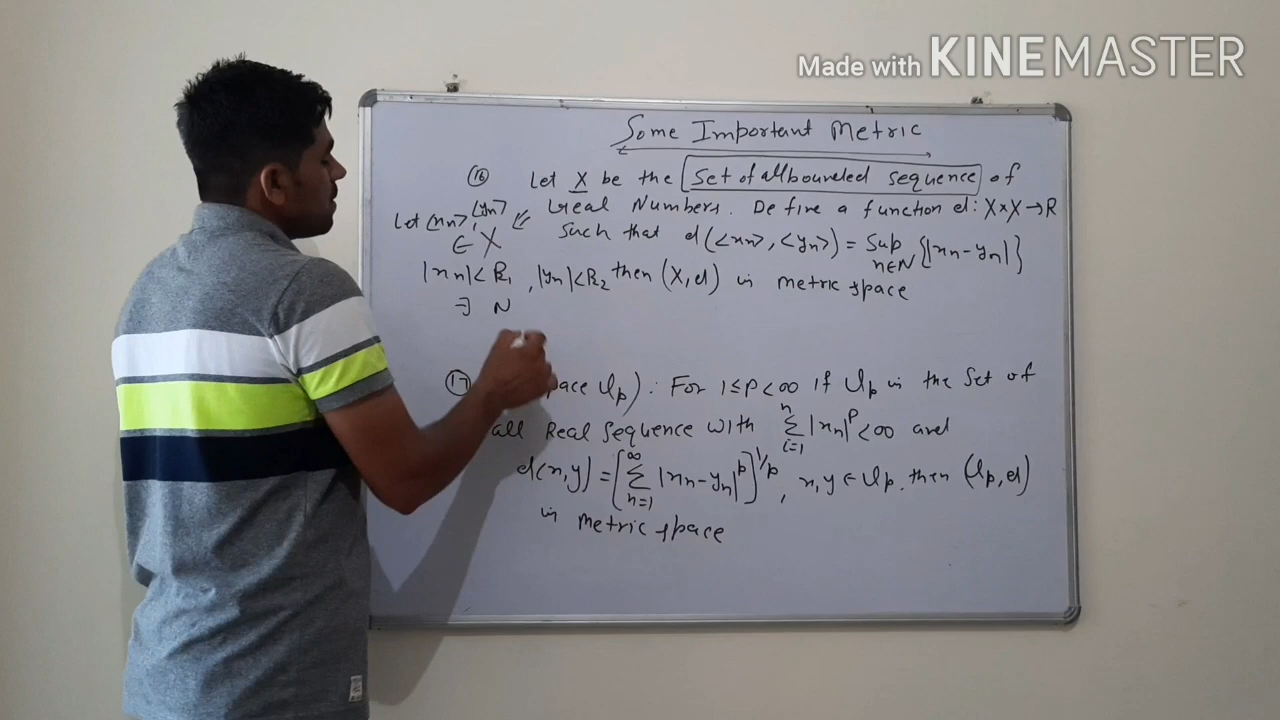 Made with KINEMASTER
Some Important Metric
⑯ Let X be the Set of all bounded sequence of
Real Numbers. Define a function d: X×X→R
Let <xn>, <yn> ∈ X
Such that d(<xn>, <yn>) = Sup n∈N {|xn-yn|}
|xn|<k1, |yn|<k2
then (X,d) is metric space
∃ N
⑰ pace lp): For 1≤p<∞ if lp is the Set of
all Real Sequence with n Σ i=1 |xn|^p<∞ and
d(x,y) = [∞ Σ n=1 |xn-yn|^p]^1/p, x,y ∈ lp. then (lp,d)
is metric space